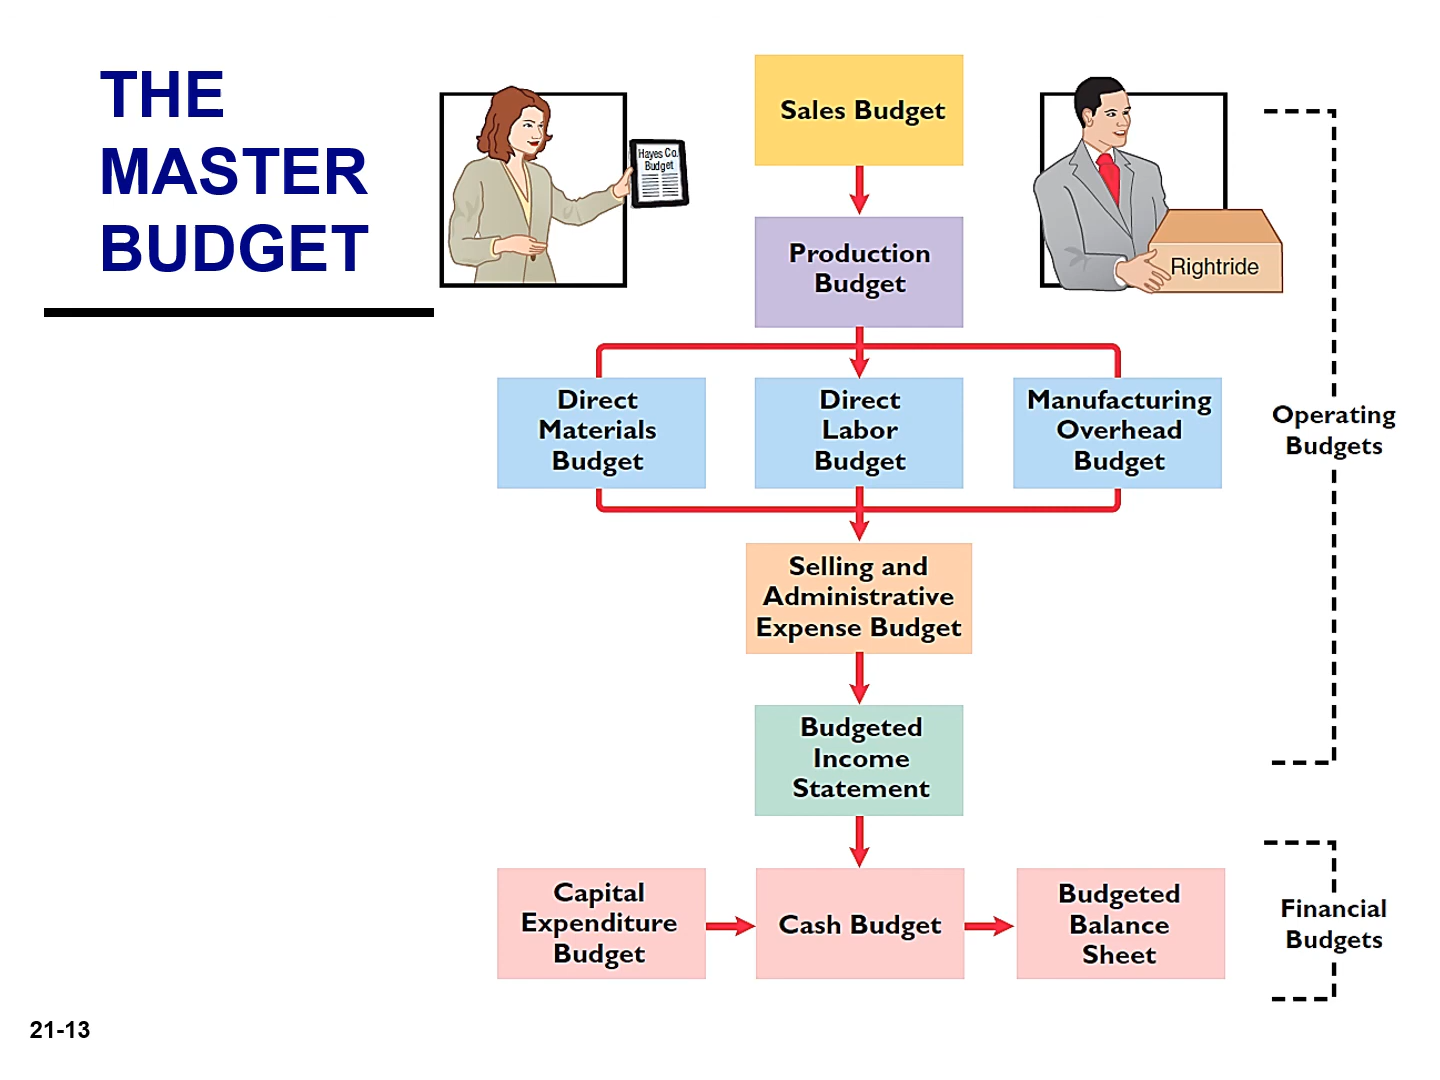 THE
MASTER
BUDGET
Hayes Co.
Budget
Sales Budget
Rightride
Production
Budget
Direct
Materials
Budget
Direct
Labor
Budget
Manufacturing
Overhead
Budget
Operating
Budgets
Selling and
Administrative
Expense Budget
Budgeted
Income
Statement
Capital
Expenditure
Budget
Cash Budget
Budgeted
Balance
Sheet
Financial
Budgets
21-13